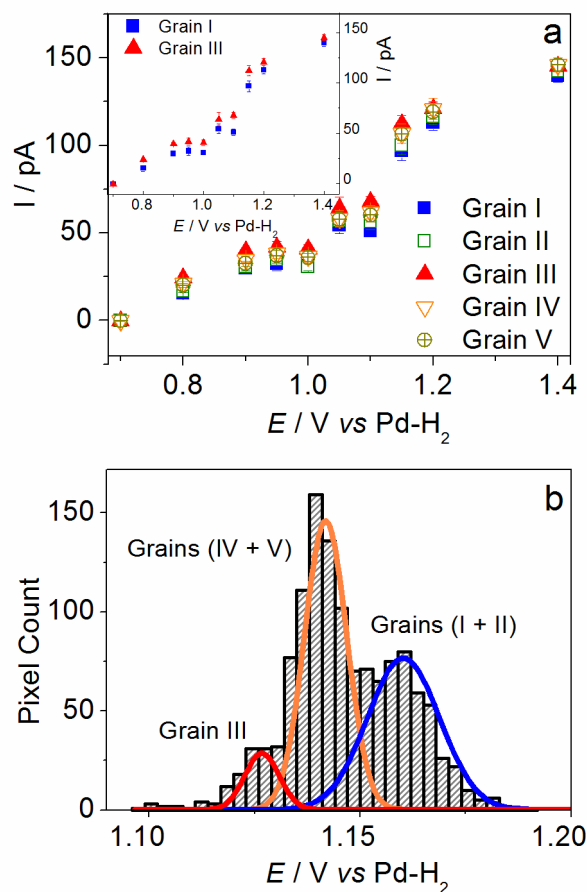 a
150
100
50
0
I / pA
0.8
1.0
1.2
1.4
E / V vs Pd-H₂
Grain I
Grain III
150
100
50
0
I / pA
0.8
1.0
1.2
1.4
E / V vs Pd-H₂
Grain I
Grain II
Grain III
Grain IV
Grain V
b
150
100
50
0
Pixel Count
Grains (IV + V)
Grains (I + II)
Grain III
1.10
1.15
1.20
E / V vs Pd-H₂